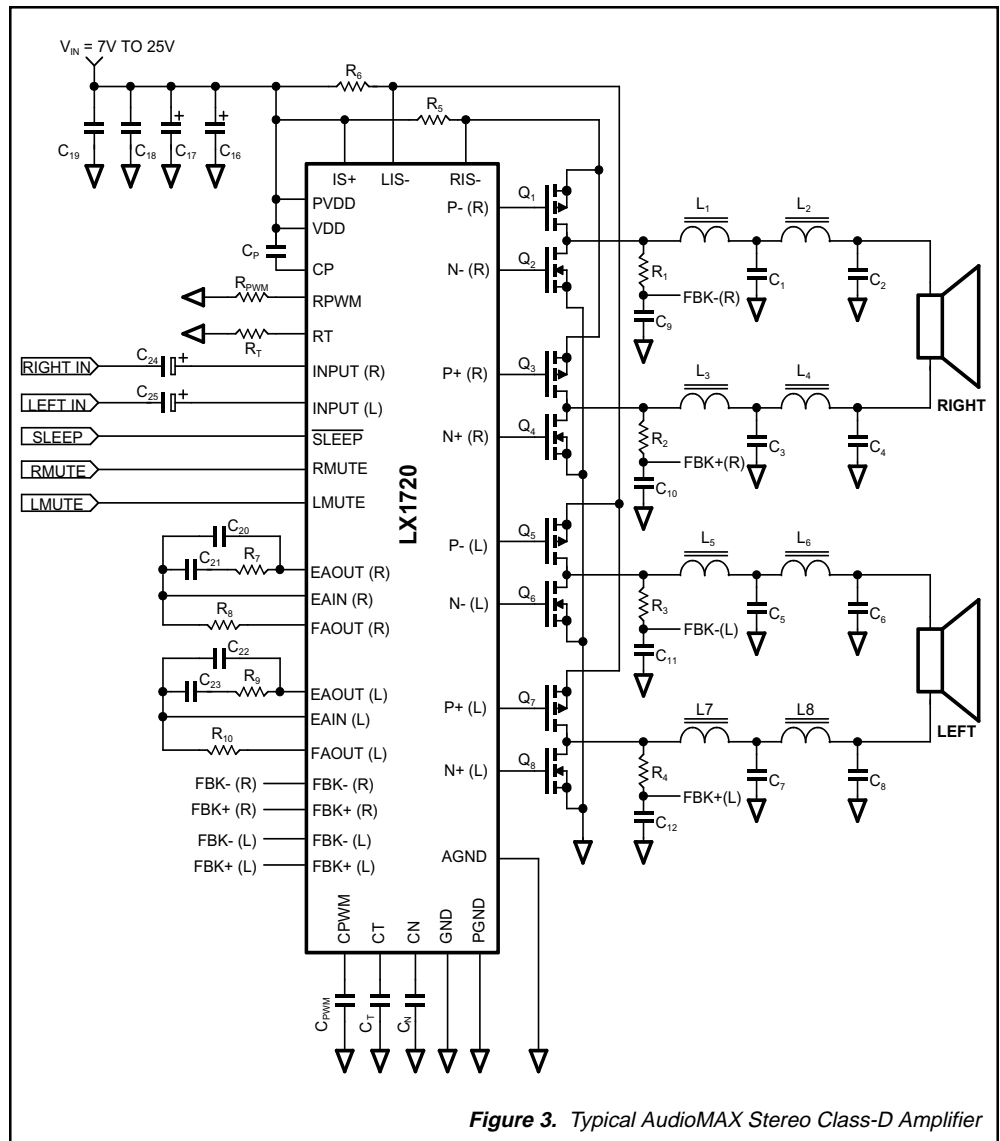 V_IN = 7V TO 25V
R6
R5
C19
C18
C17
+
C16
+
IS+
LIS-
RIS-
PVDD
VDD
CP
CP
RPWM
RPWM
RT
RT
RIGHT IN
C24
+
INPUT (R)
LEFT IN
C25
+
INPUT (L)
SLEEP
SLEEP
RMUTE
RMUTE
LMUTE
LMUTE
C20
C21
R7
EAOUT (R)
EAIN (R)
R8
FAOUT (R)
C22
C23
R9
EAOUT (L)
EAIN (L)
R10
FAOUT (L)
FBK- (R)
FBK- (R)
FBK+ (R)
FBK+ (R)
FBK- (L)
FBK- (L)
FBK+ (L)
FBK+ (L)
LX1720
P- (R)
Q1
N- (R)
Q2
P+ (R)
Q3
N+ (R)
Q4
P- (L)
Q5
N- (L)
Q6
P+ (L)
Q7
N+ (L)
Q8
AGND
CPWM
CT
CN
GND
PGND
CPWM
CT
CN
L1
L2
R1
FBK-(R)
C9
C1
C2
L3
L4
R2
FBK+(R)
C10
C3
C4
RIGHT
L5
L6
R3
FBK-(L)
C11
C5
C6
L7
L8
R4
FBK+(L)
C12
C7
C8
LEFT
Figure 3. Typical AudioMAX Stereo Class-D Amplifier